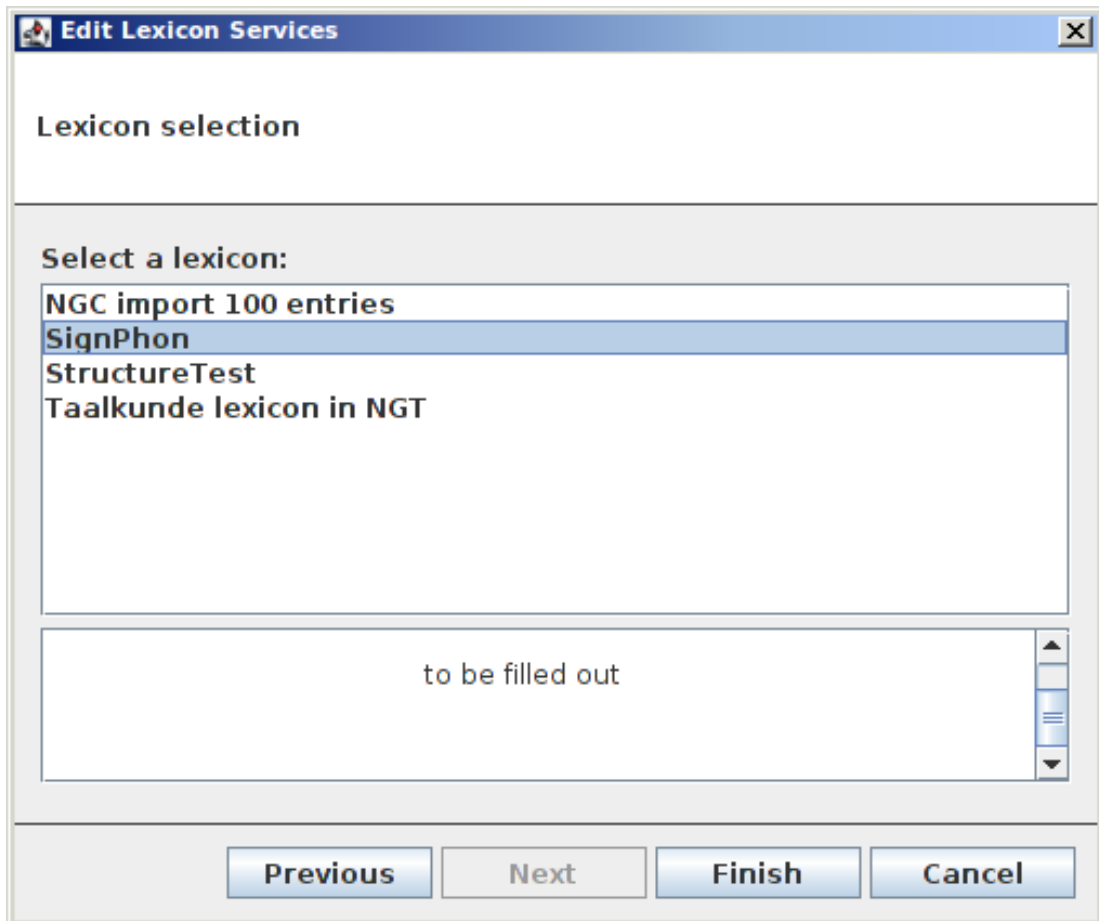 Edit Lexicon Services
Lexicon selection
Select a lexicon:
NGC import 100 entries
SignPhon
StructureTest
Taalkunde lexicon in NGT
to be filled out
Previous Next Finish Cancel